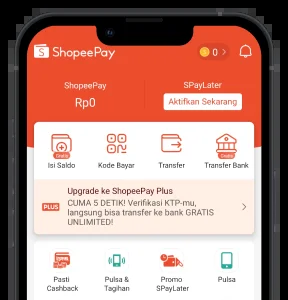 ShopeePay
0
ShopeePay
SPayLater
Rp0
Aktifkan Sekarang
Gratis
Gratis
Isi Saldo
Kode Bayar
Transfer
Transfer Bank
Upgrade ke ShopeePay Plus
PLUS
CUMA 5 DETIK! Verifikasi KTP-mu,
langsung bisa transfer ke bank GRATIS
UNLIMITED!
Pasti
Cashback
Pulsa &
Tagihan
Promo
SPayLater
Pulsa